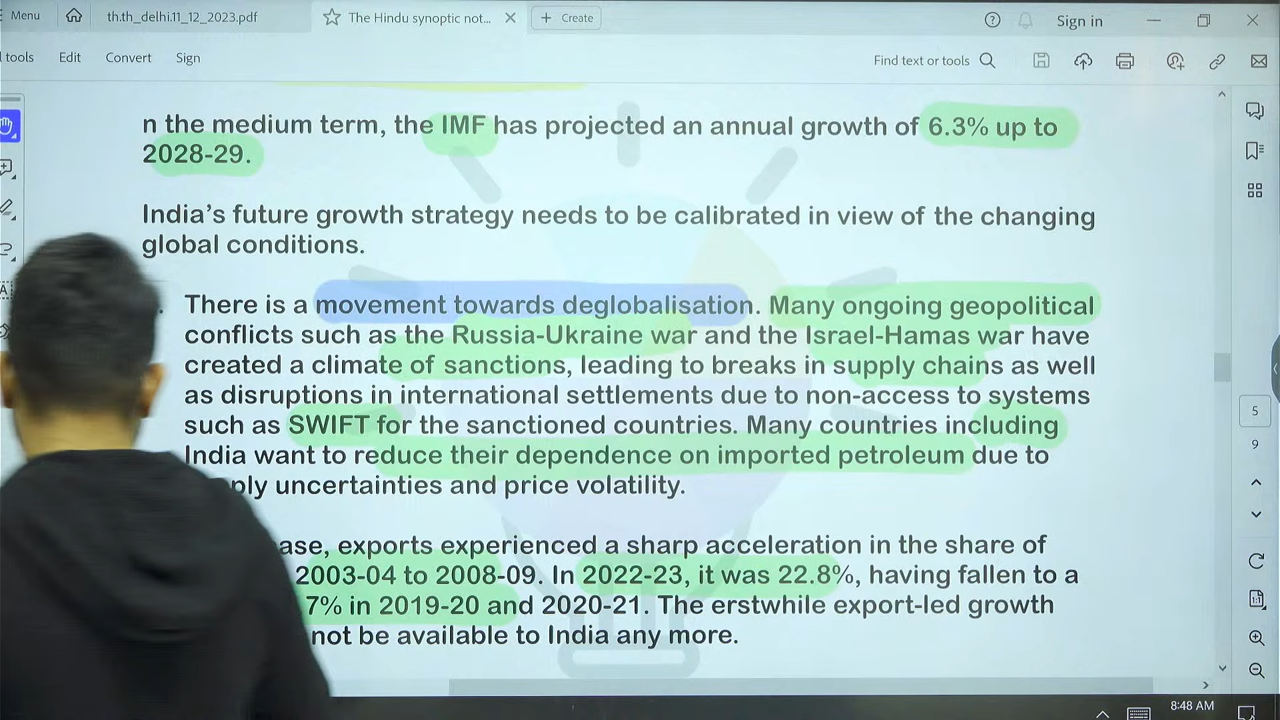 Menu th.th_delhi.11_12_2023.pdf The Hindu synoptic not... Create Sign in
tools Edit Convert Sign Find text or tools
n the medium term, the IMF has projected an annual growth of 6.3% up to
2028-29.
India's future growth strategy needs to be calibrated in view of the changing
global conditions.
There is a movement towards deglobalisation. Many ongoing geopolitical
conflicts such as the Russia-Ukraine war and the Israel-Hamas war have
created a climate of sanctions, leading to breaks in supply chains as well
as disruptions in international settlements due to non-access to systems
such as SWIFT for the sanctioned countries. Many countries including
India want to reduce their dependence on imported petroleum due to
ply uncertainties and price volatility.
ase, exports experienced a sharp acceleration in the share of
2003-04 to 2008-09. In 2022-23, it was 22.8%, having fallen to a
7% in 2019-20 and 2020-21. The erstwhile export-led growth
not be available to India any more.
5
9
8:48 AM